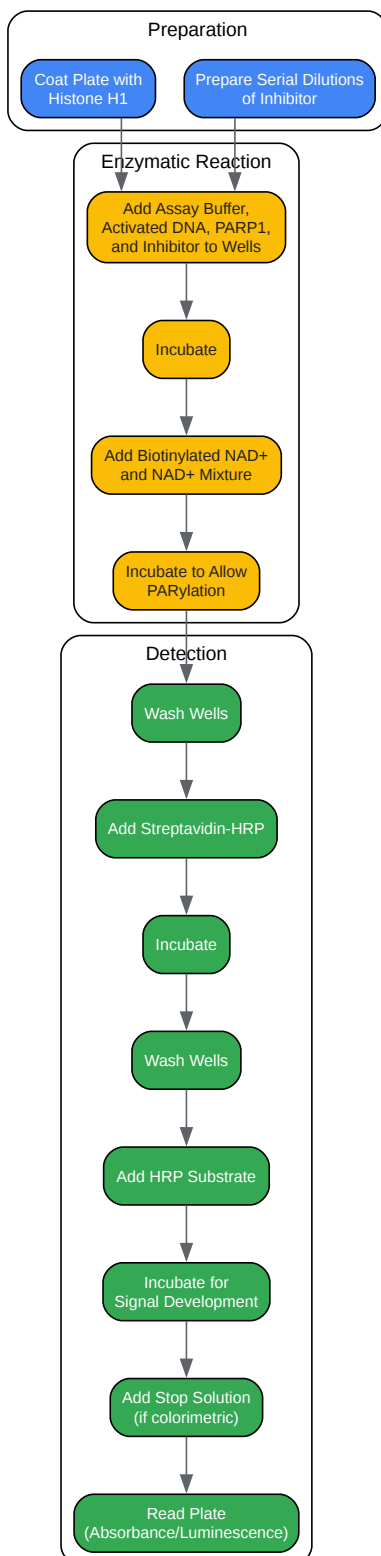 Preparation
Coat Plate with
Histone H1
Prepare Serial Dilutions
of Inhibitor
Enzymatic Reaction
Add Assay Buffer,
Activated DNA, PARP1,
and Inhibitor to Wells
Incubate
Add Biotinylated NAD+
and NAD+ Mixture
Incubate to Allow
PARylation
Detection
Wash Wells
Add Streptavidin-HRP
Incubate
Wash Wells
Add HRP Substrate
Incubate for
Signal Development
Add Stop Solution
(if colorimetric)
Read Plate
(Absorbance/Luminescence)